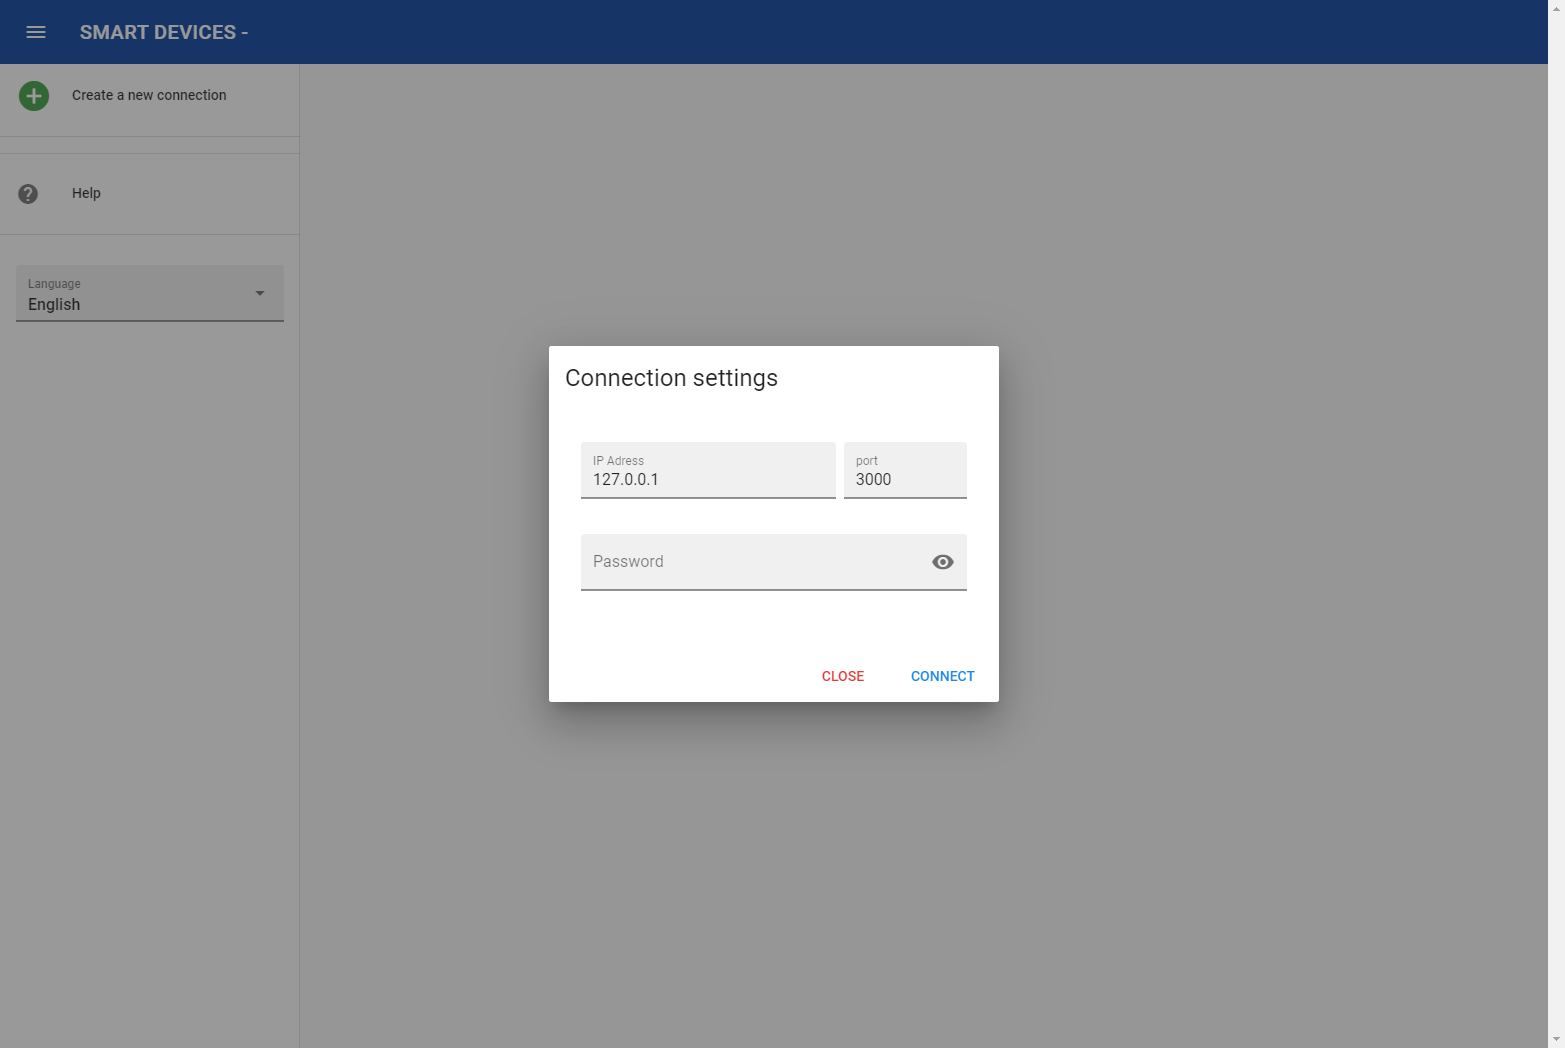 SMART DEVICES -
Create a new connection
Help
Language
English
Connection settings
IP Adress
127.0.0.1
port
3000
Password
CLOSE
CONNECT